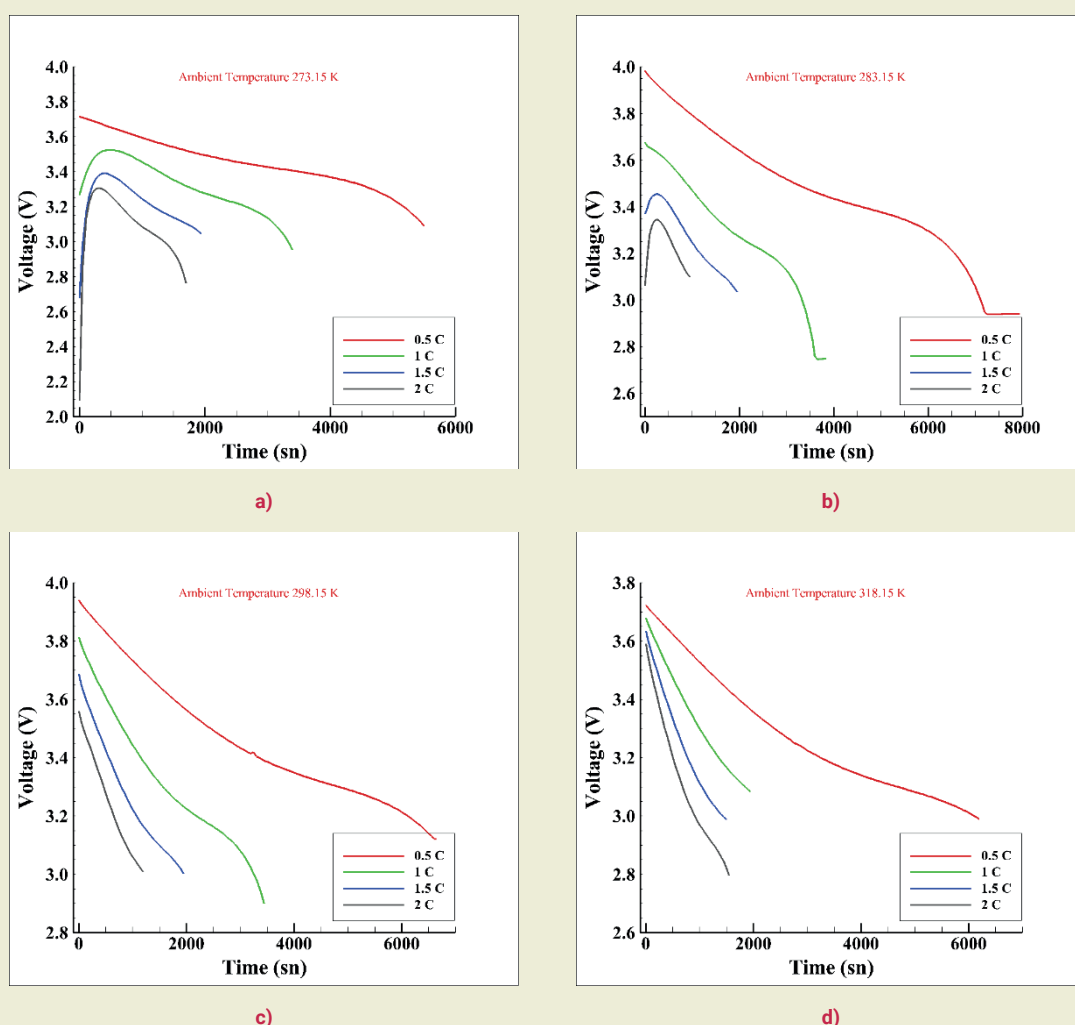 Ambient Temperature 273.15 K
Voltage (V)
4.0
3.8
3.6
3.4
3.2
3.0
2.8
2.6
2.4
2.2
2.0
0.5 C
1 C
1.5 C
2 C
0 2000 4000 6000
Time (sn)
a)
Ambient Temperature 283.15 K
Voltage (V)
4.0
3.8
3.6
3.4
3.2
3.0
2.8
2.6
0.5 C
1 C
1.5 C
2 C
0 2000 4000 6000 8000
Time (sn)
b)
Ambient Temperature 298.15 K
Voltage (V)
4.0
3.8
3.6
3.4
3.2
3.0
2.8
0.5 C
1 C
1.5 C
2 C
0 2000 4000 6000
Time (sn)
c)
Ambient Temperature 318.15 K
Voltage (V)
3.8
3.6
3.4
3.2
3.0
2.8
2.6
0.5 C
1 C
1.5 C
2 C
0 2000 4000 6000
Time (sn)
d)